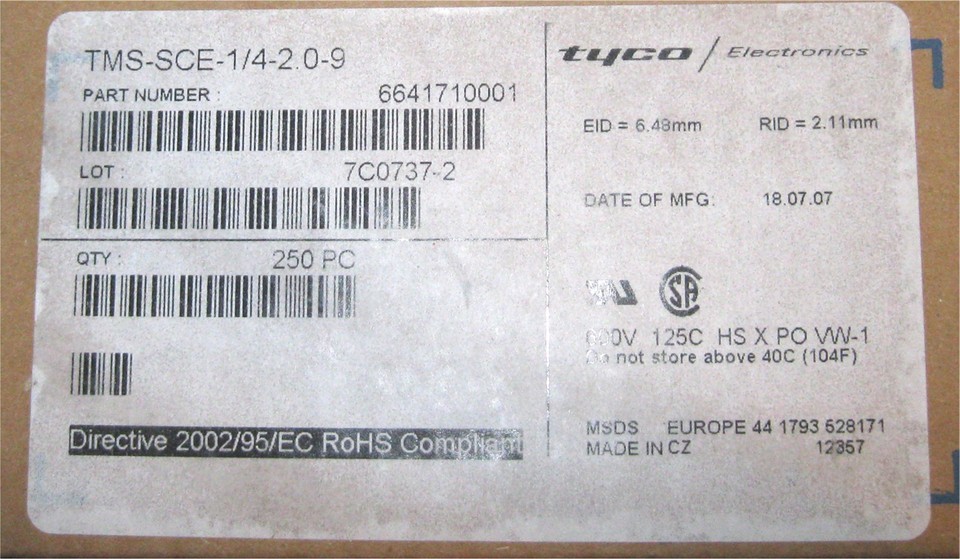 TMS-SCE-1/4-2.0-9
PART NUMBER : 6641710001
LOT : 7C0737-2
QTY : 250 PC
Directive 2002/95/EC RoHS Compliant
tyco / Electronics
EID = 6.48mm RID = 2.11mm
DATE OF MFG: 18.07.07
SA
600V 125C HS X PO VW-1
Do not store above 40C (104F)
MSDS EUROPE 44 1793 528171
MADE IN CZ 12357